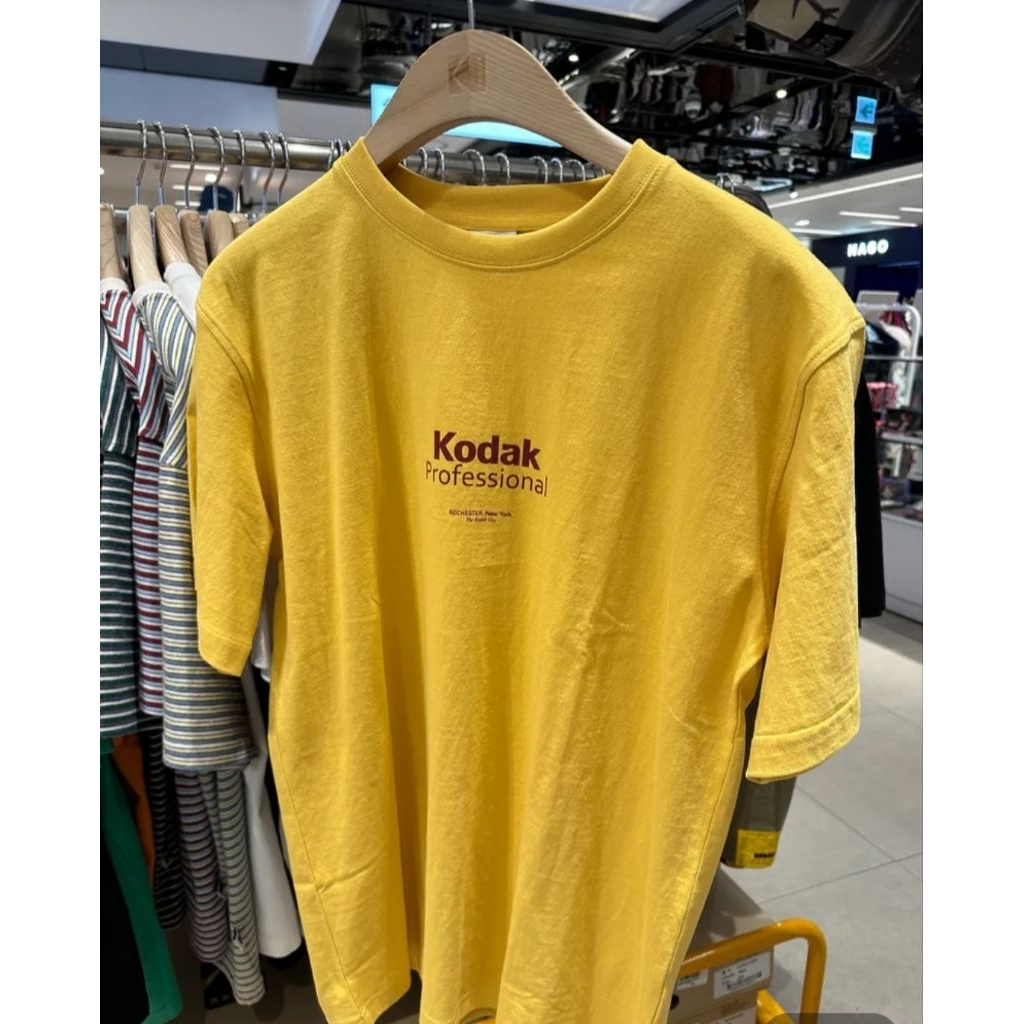 HAGO
Kodak
Professional
ROCHESTER, New York,
The Kodak City